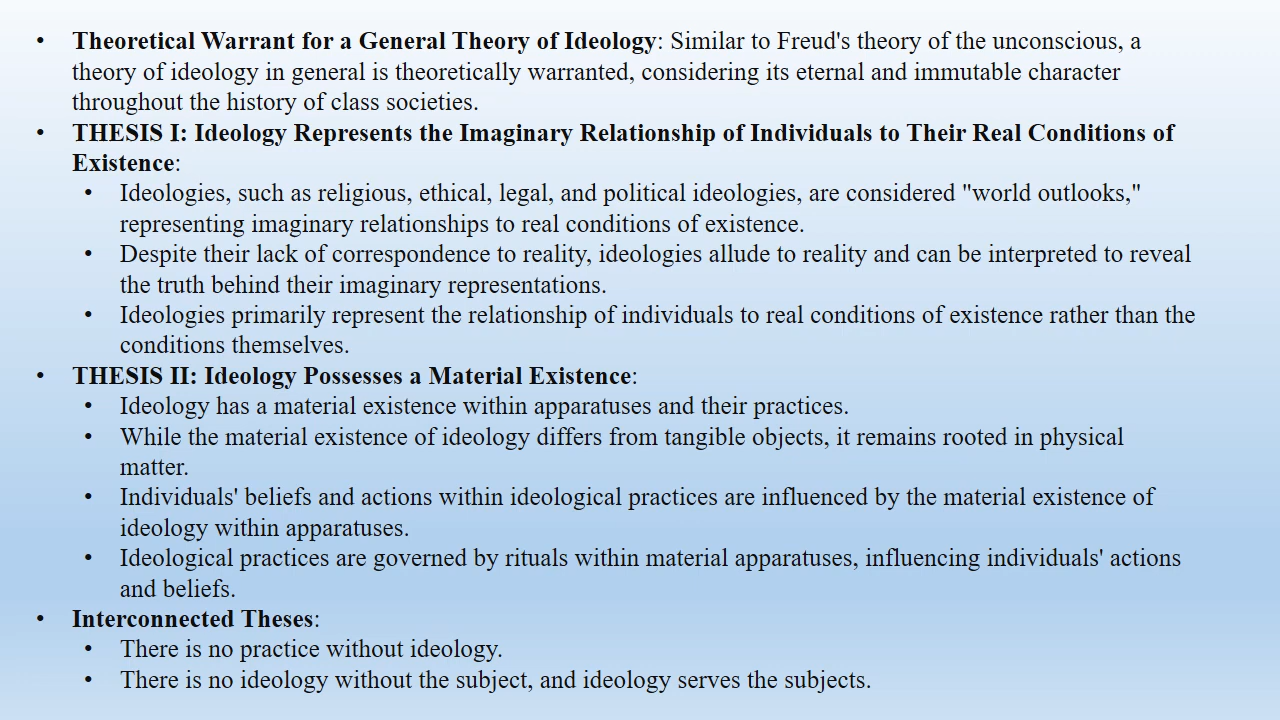 • Theoretical Warrant for a General Theory of Ideology: Similar to Freud's theory of the unconscious, a
theory of ideology in general is theoretically warranted, considering its eternal and immutable character
throughout the history of class societies.
• THESIS I: Ideology Represents the Imaginary Relationship of Individuals to Their Real Conditions of
Existence:
• Ideologies, such as religious, ethical, legal, and political ideologies, are considered "world outlooks,"
representing imaginary relationships to real conditions of existence.
• Despite their lack of correspondence to reality, ideologies allude to reality and can be interpreted to reveal
the truth behind their imaginary representations.
• Ideologies primarily represent the relationship of individuals to real conditions of existence rather than the
conditions themselves.
• THESIS II: Ideology Possesses a Material Existence:
• Ideology has a material existence within apparatuses and their practices.
• While the material existence of ideology differs from tangible objects, it remains rooted in physical
matter.
• Individuals' beliefs and actions within ideological practices are influenced by the material existence of
ideology within apparatuses.
• Ideological practices are governed by rituals within material apparatuses, influencing individuals' actions
and beliefs.
• Interconnected Theses:
• There is no practice without ideology.
• There is no ideology without the subject, and ideology serves the subjects.